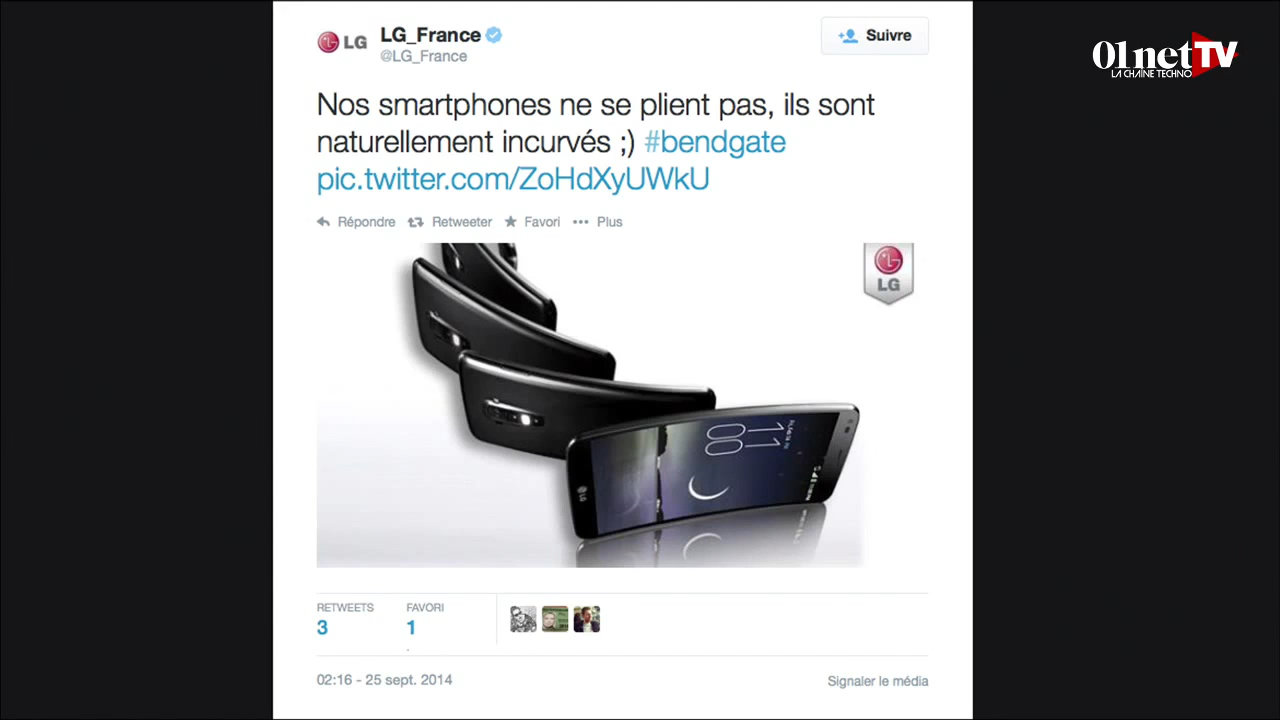 LG
LG_France
@LG_France
Suivre
01netTV
LA CHAINE TECHNO
Nos smartphones ne se plient pas, ils sont
naturellement incurvés ;) #bendgate
pic.twitter.com/ZoHdXyUWkU
Répondre Retweeter Favori Plus
LG
11
00
LG
RETWEETS FAVORI
3 1
02:16 - 25 sept. 2014
Signaler le média